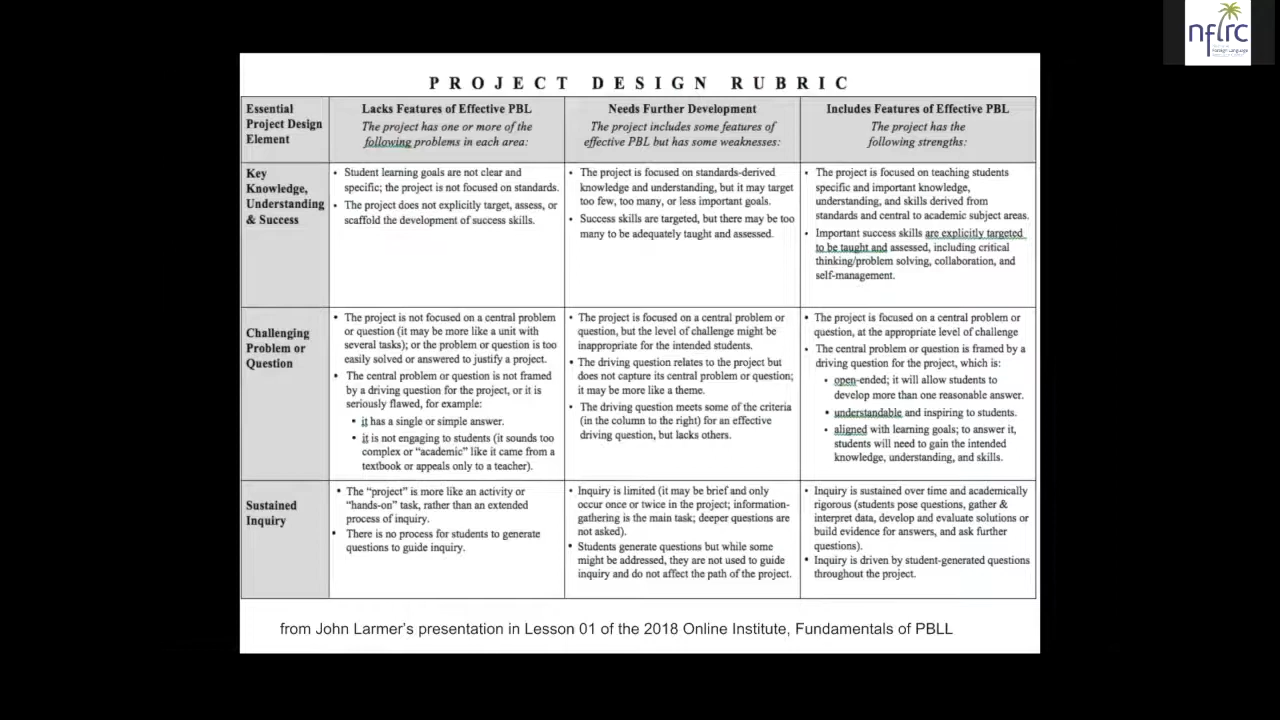 nflrc
PROJECT DESIGN RUBRIC
Essential
Project Design
Element
Lacks Features of Effective PBL
The project has one or more of the
following problems in each area:
Needs Further Development
The project includes some features of
effective PBL but has some weaknesses:
Includes Features of Effective PBL
The project has the
following strengths:
Key
Knowledge,
Understanding
& Success
• Student learning goals are not clear and
specific; the project is not focused on standards.
• The project does not explicitly target, assess, or
scaffold the development of success skills.
• The project is focused on standards-derived
knowledge and understanding, but it may target
too few, too many, or less important goals.
• Success skills are targeted, but there may be too
many to be adequately taught and assessed.
• The project is focused on teaching students
specific and important knowledge,
understanding, and skills derived from
standards and central to academic subject areas.
• Important success skills are explicitly targeted
to be taught and assessed, including critical
thinking/problem solving, collaboration, and
self-management.
Challenging
Problem or
Question
• The project is not focused on a central problem
or question (it may be more like a unit with
several tasks); or the problem or question is too
easily solved or answered to justify a project.
• The central problem or question is not framed
by a driving question for the project, or it is
seriously flawed, for example:
• it has a single or simple answer.
• it is not engaging to students (it sounds too
complex or “academic” like it came from a
textbook or appeals only to a teacher).
• The project is focused on a central problem or
question, but the level of challenge might be
inappropriate for the intended students.
• The driving question relates to the project but
does not capture its central problem or question;
it may be more like a theme.
• The driving question meets some of the criteria
(in the column to the right) for an effective
driving question, but lacks others.
• The project is focused on a central problem or
question, at the appropriate level of challenge
• The central problem or question is framed by a
driving question for the project, which is:
• open-ended; it will allow students to
develop more than one reasonable answer.
• understandable and inspiring to students.
• aligned with learning goals; to answer it,
students will need to gain the intended
knowledge, understanding, and skills.
Sustained
Inquiry
• The “project” is more like an activity or
“hands-on” task, rather than an extended
process of inquiry.
• There is no process for students to generate
questions to guide inquiry.
• Inquiry is limited (it may be brief and only
occur once or twice in the project; information-
gathering is the main task; deeper questions are
not asked).
• Students generate questions but while some
might be addressed, they are not used to guide
inquiry and do not affect the path of the project.
• Inquiry is sustained over time and academically
rigorous (students pose questions, gather &
interpret data, develop and evaluate solutions or
build evidence for answers, and ask further
questions).
• Inquiry is driven by student-generated questions
throughout the project.
from John Larmer’s presentation in Lesson 01 of the 2018 Online Institute, Fundamentals of PBLL